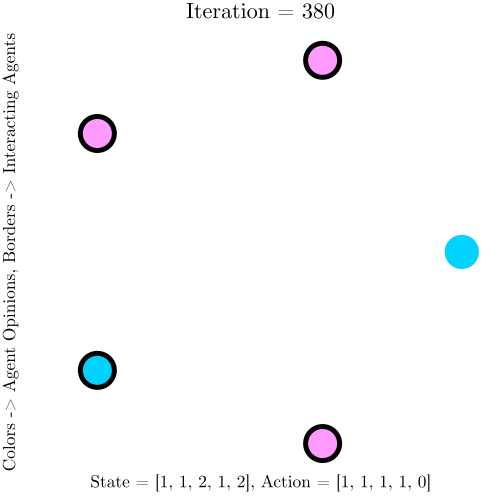 Iteration = 380
Colors -> Agent Opinions, Borders -> Interacting Agents
State = [1, 1, 2, 1, 2], Action = [1, 1, 1, 1, 0]